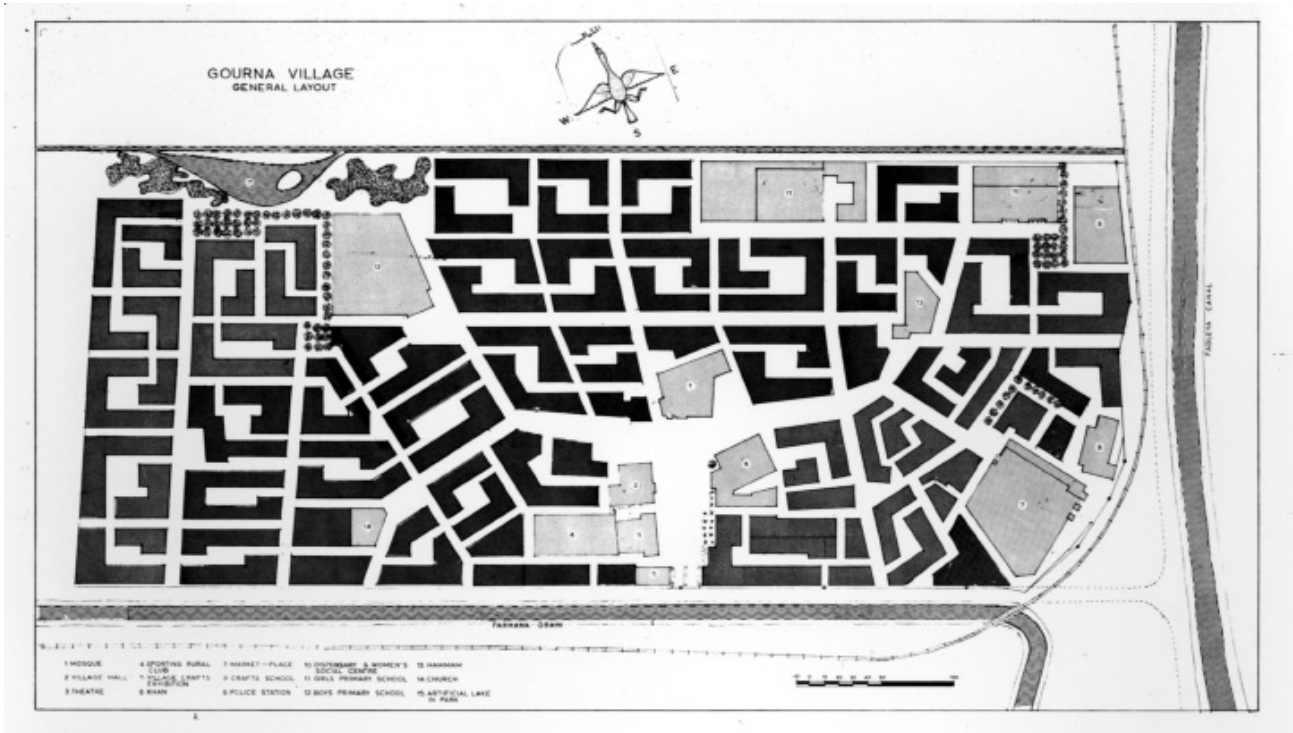 GOURNA VILLAGE
GENERAL LAYOUT
E
W
S
FADLEYA CANAL
DRAIN
1 MOSQUE
2 VILLAGE HALL
3 THEATRE
4 SPORTING RURAL
CLUB
5 VILLAGE CRAFTS
EXHIBITION
6 KHAN
7 MARKET-PLACE
8 CRAFTS SCHOOL
9 POLICE STATION
10 DISPENSARY & WOMEN'S
SOCIAL CENTRE
11 GIRLS PRIMARY SCHOOL
12 BOYS PRIMARY SCHOOL
13 HAMMAM
14 CHURCH
15 ARTIFICIAL LAKE
IN PARK